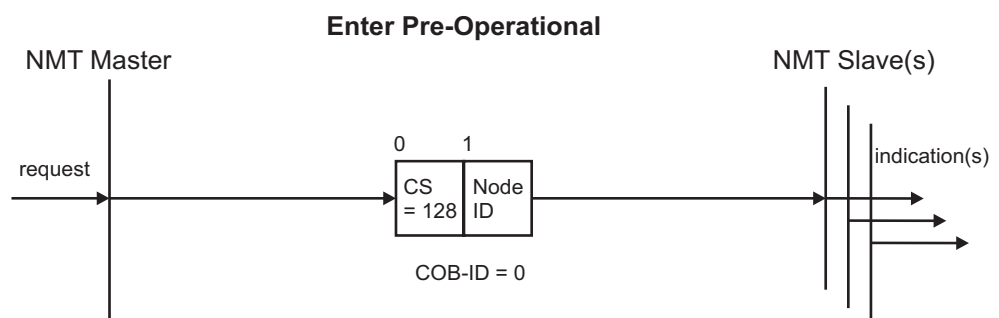 Enter Pre-Operational
NMT Master
NMT Slave(s)
request
0 1
indication(s)
CS
= 128
Node
ID
COB-ID = 0